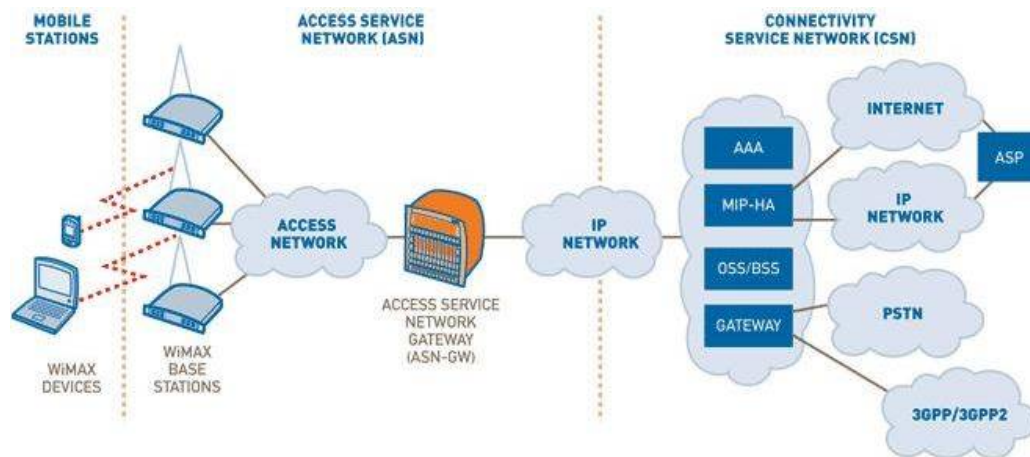 MOBILE
STATIONS
ACCESS SERVICE
NETWORK (ASN)
CONNECTIVITY
SERVICE NETWORK (CSN)
INTERNET
AAA
ASP
MIP-HA
IP
NETWORK
ACCESS
NETWORK
IP
NETWORK
OSS/BSS
ACCESS SERVICE
NETWORK
GATEWAY
(ASN-GW)
GATEWAY
PSTN
WiMAX
DEVICES
WiMAX
BASE
STATIONS
3GPP/3GPP2